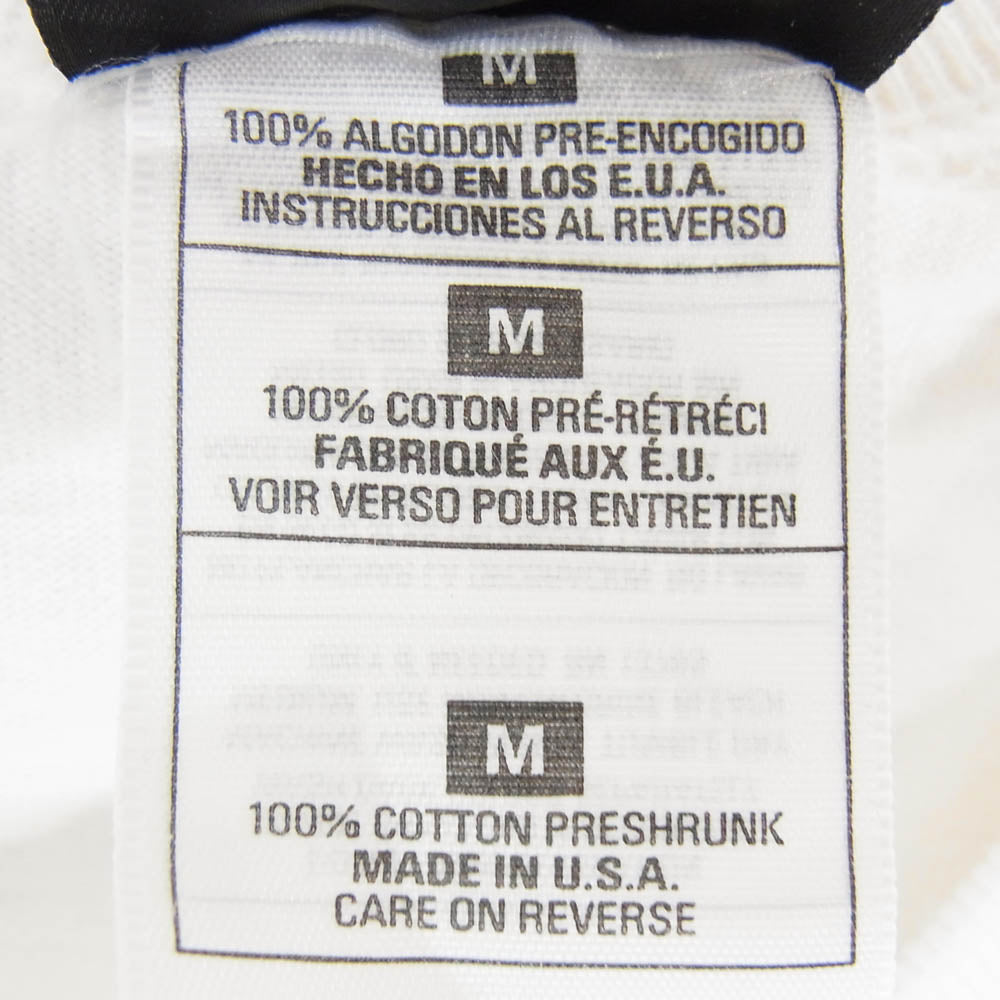 M
100% ALGODON PRE-ENCOGIDO
HECHO EN LOS E.U.A.
INSTRUCCIONES AL REVERSO
M
100% COTON PRÉ-RÉTRÉCI
FABRIQUÉ AUX É.U.
VOIR VERSO POUR ENTRETIEN
M
100% COTTON PRESHRUNK
MADE IN U.S.A.
CARE ON REVERSE